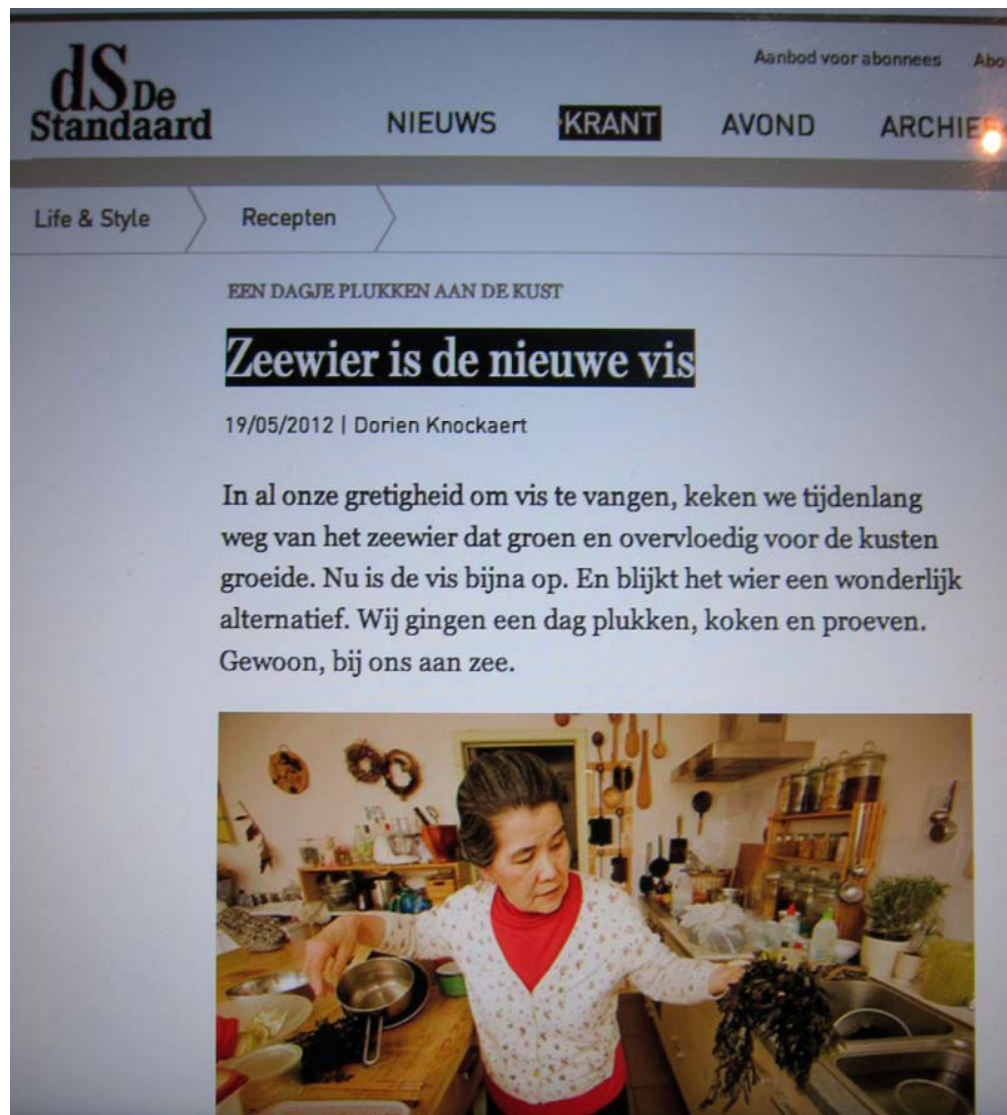 Aanbod voor abonnees
dS De
Standaard
NIEUWS KRANT AVOND ARCHIEF
Life & Style Recepten
EEN DAGJE PLUKKEN AAN DE KUST
Zeewier is de nieuwe vis
19/05/2012 | Dorien Knockaert
In al onze gretigheid om vis te vangen, keken we tijdenlang
weg van het zeewier dat groen en overvloedig voor de kusten
groeide. Nu is de vis bijna op. En blijkt het wier een wonderlijk
alternatief. Wij gingen een dag plukken, koken en proeven.
Gewoon, bij ons aan zee.